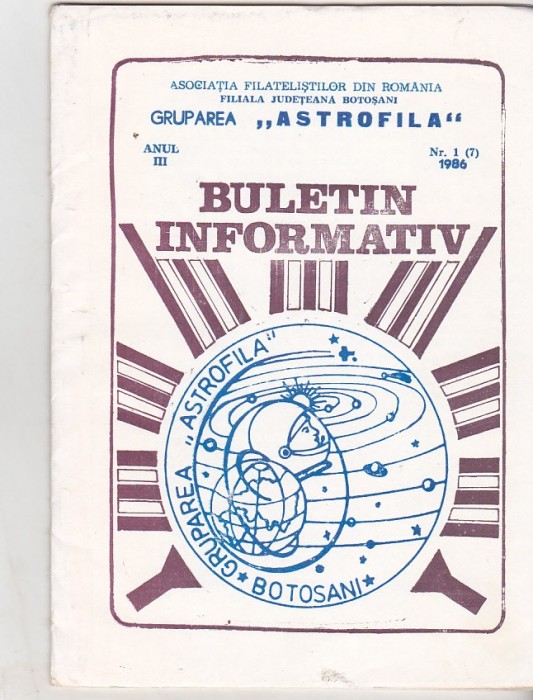 ASOCIAȚIA FILATELIȘTILOR DIN ROMÂNIA
FILIALA JUDEȚEANĂ BOTOȘANI
GRUPAREA „ASTROFILA“
ANUL
III
Nr. 1 (7)
1986
BULETIN
INFORMATIV
GRUPAREA „ASTROFILA“
BOTOSANI